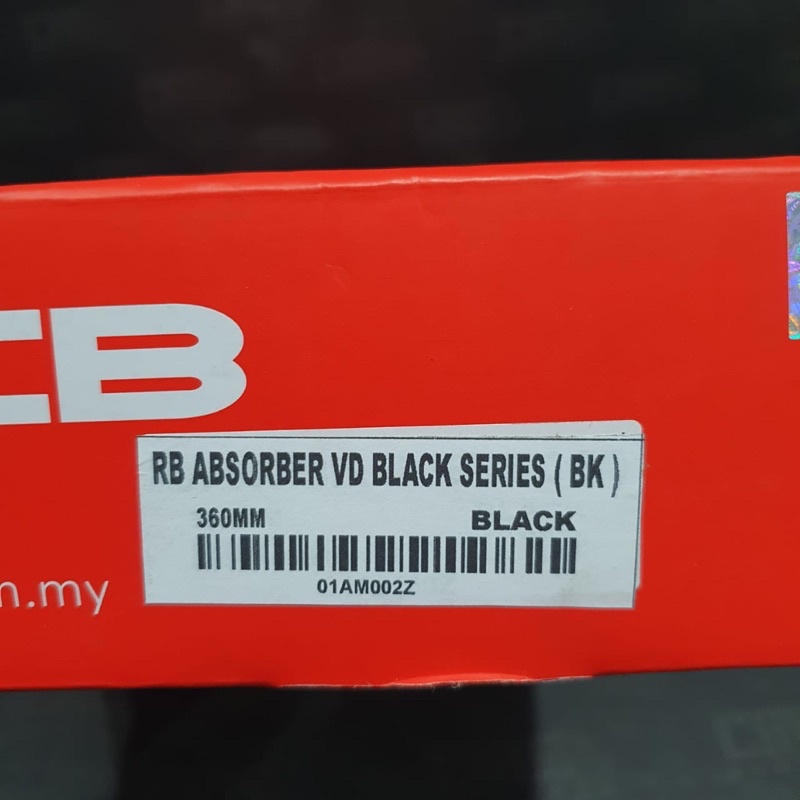 CB
RB ABSORBER VD BLACK SERIES ( BK )
360MM BLACK
01AM002Z
.my